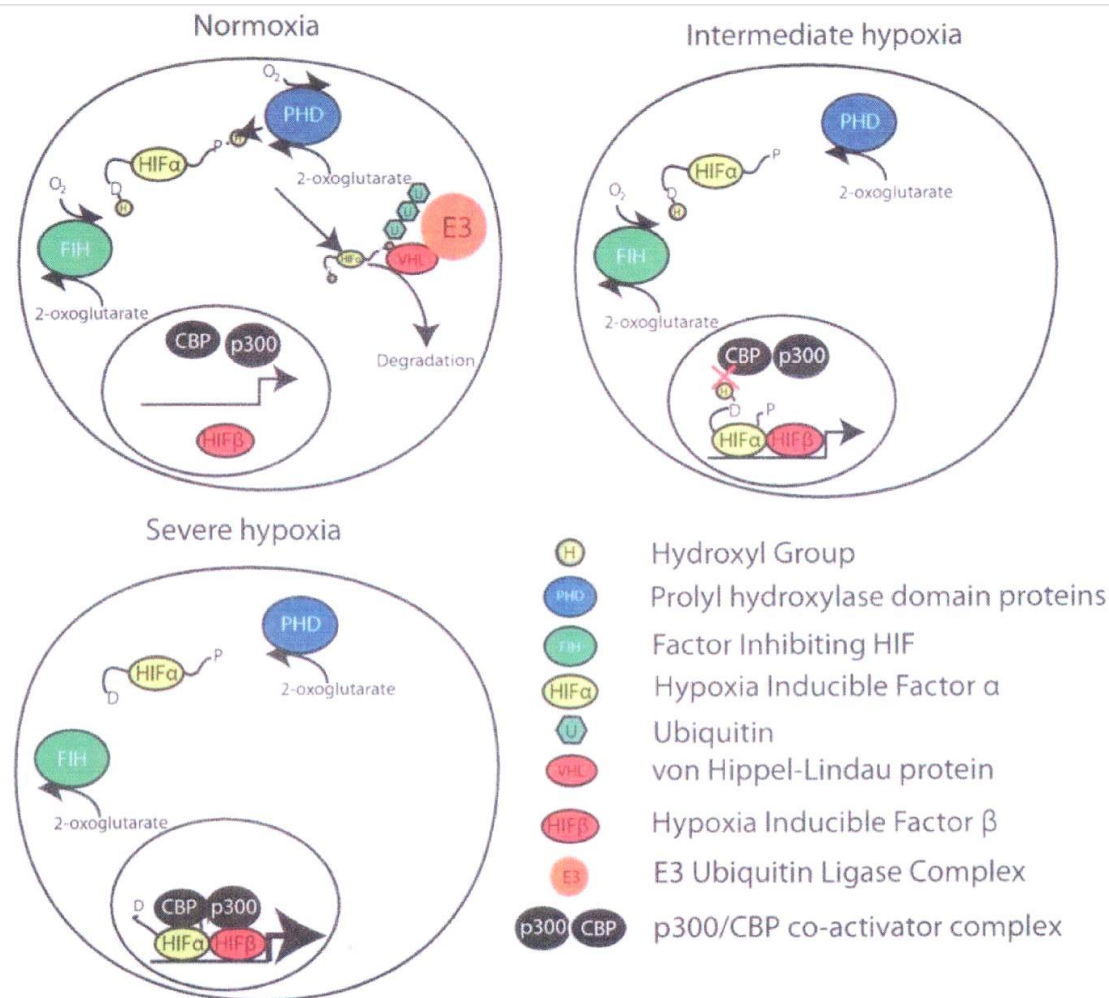 Normoxia
O2
PHD
H
P
HIFα
2-oxoglutarate
D
H
O2
FIH
2-oxoglutarate
U
U
U
E3
HIFα
VHL
Degradation
CBP
p300
HIFβ
Intermediate hypoxia
PHD
2-oxoglutarate
P
HIFα
D
H
O2
FIH
2-oxoglutarate
CBP
p300
H
D
P
HIFα
HIFβ
Severe hypoxia
PHD
2-oxoglutarate
P
HIFα
D
FIH
2-oxoglutarate
CBP
p300
D
HIFα
HIFβ
H Hydroxyl Group
PHD Prolyl hydroxylase domain proteins
FIH Factor Inhibiting HIF
HIFα Hypoxia Inducible Factor α
U Ubiquitin
VHL von Hippel-Lindau protein
HIFβ Hypoxia Inducible Factor β
E3 E3 Ubiquitin Ligase Complex
p300 CBP p300/CBP co-activator complex